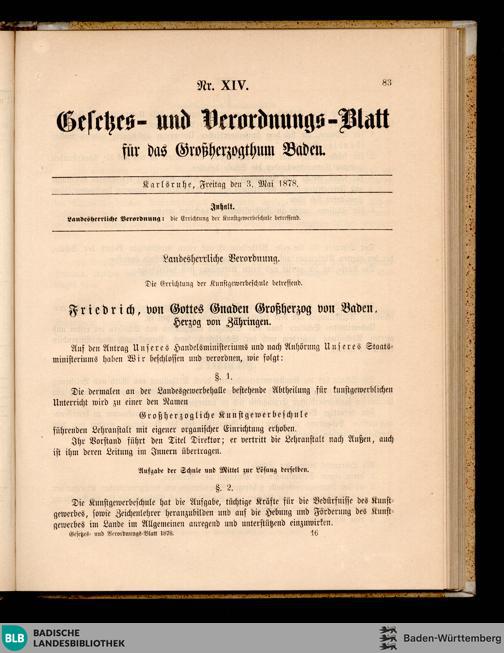 Nr. XIV.
83
Gesetzes- und Verordnungs-Blatt
für das Großherzogthum Baden.
Karlsruhe, Freitag den 3. Mai 1878.
Inhalt.
Landesherrliche Verordnung: die Errichtung der Kunstgewerbeschule betreffend.
Landesherrliche Verordnung.
Die Errichtung der Kunstgewerbeschule betreffend.
Friedrich, von Gottes Gnaden Großherzog von Baden,
Herzog von Zähringen.
Auf den Antrag Unseres Handelsministeriums und nach Anhörung Unseres Staats-
ministeriums haben Wir beschlossen und verordnen, wie folgt:
§. 1.
Die dermalen an der Landesgewerbehalle bestehende Abtheilung für kunstgewerblichen
Unterricht wird zu einer den Namen
Großherzogliche Kunstgewerbeschule
führenden Lehranstalt mit eigener organischer Einrichtung erhoben.
Ihr Vorstand führt den Titel Direktor; er vertritt die Lehranstalt nach Außen, auch
ist ihm deren Leitung im Innern übertragen.
Aufgabe der Schule und Mittel zur Lösung derselben.
§. 2.
Die Kunstgewerbeschule hat die Aufgabe, tüchtige Kräfte für die Bedürfnisse des Kunst-
gewerbes, sowie Zeichenlehrer heranzubilden und auf die Hebung und Förderung des Kunst-
gewerbes im Lande im Allgemeinen anregend und unterstützend einzuwirken.
Gesetzes- und Verordnungs-Blatt 1878. 16
BLB BADISCHE
LANDESBIBLIOTHEK
Baden-Württemberg